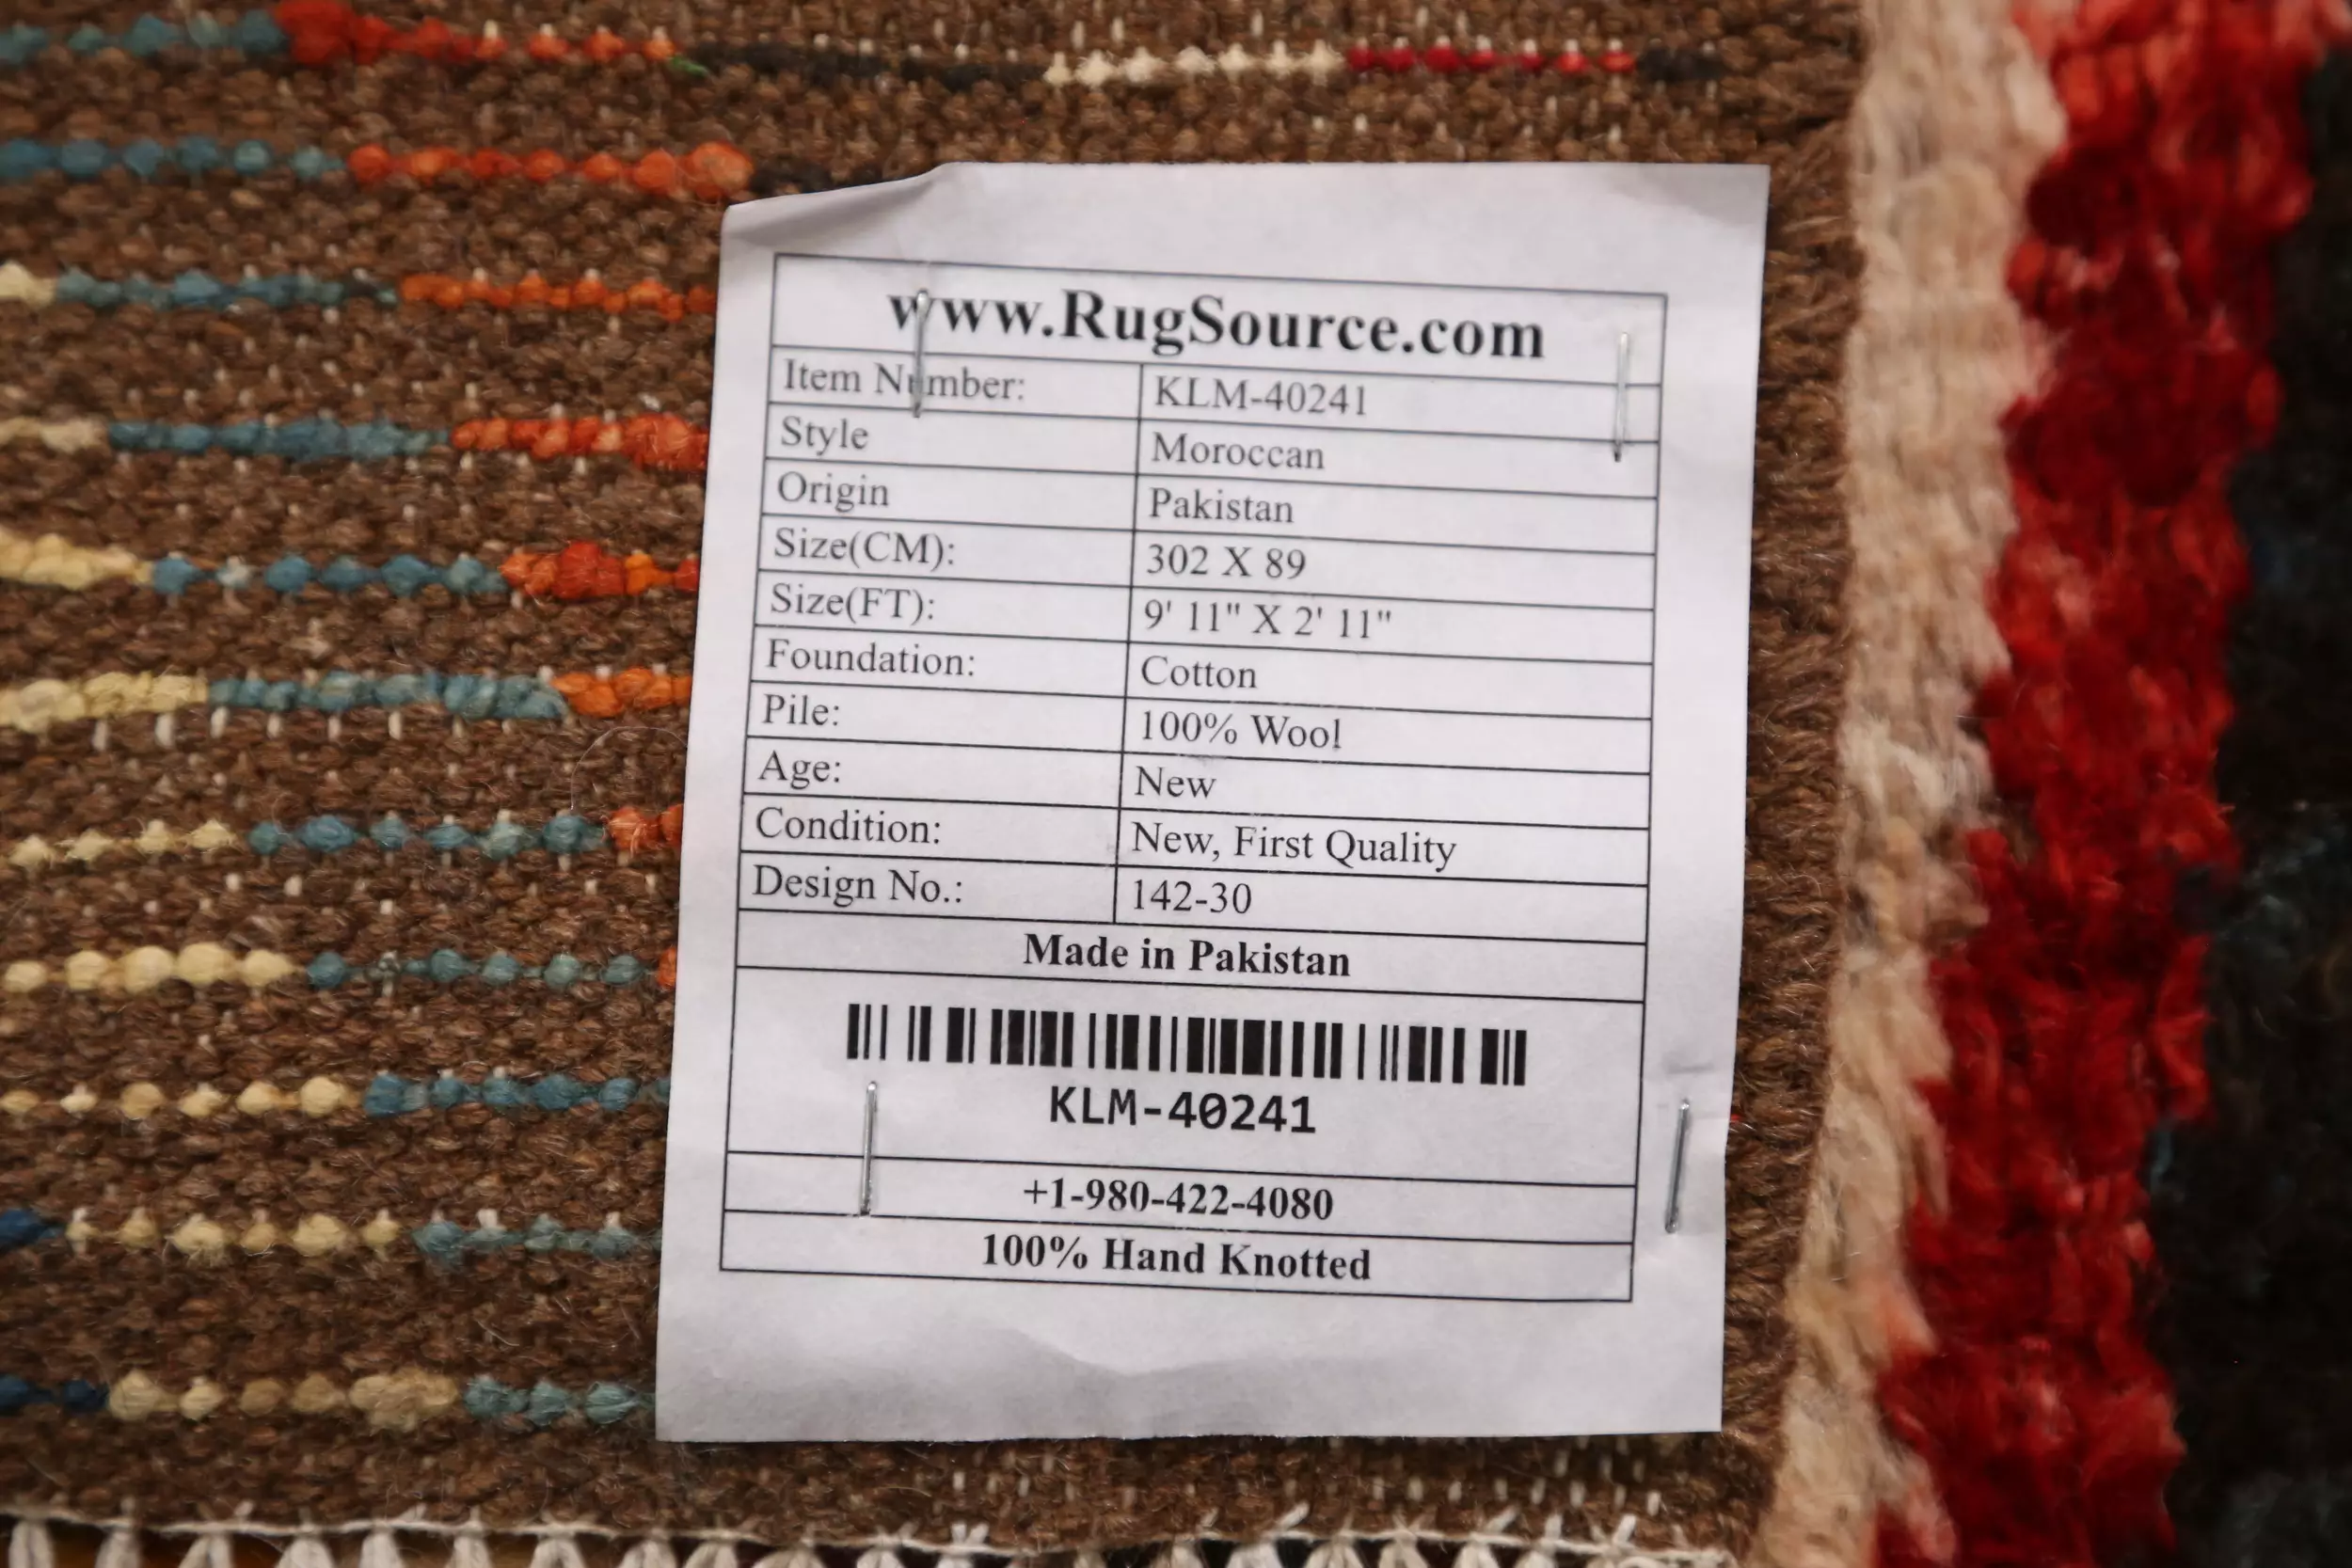 www.RugSource.com
Item Number: KLM-40241
Style Moroccan
Origin Pakistan
Size(CM): 302 X 89
Size(FT): 9' 11" X 2' 11"
Foundation: Cotton
Pile: 100% Wool
Age: New
Condition: New, First Quality
Design No.: 142-30
Made in Pakistan
KLM-40241
+1-980-422-4080
100% Hand Knotted